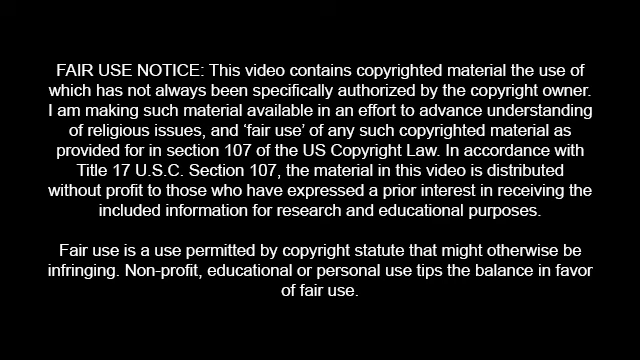 FAIR USE NOTICE: This video contains copyrighted material the use of
which has not always been specifically authorized by the copyright owner.
I am making such material available in an effort to advance understanding
of religious issues, and ‘fair use’ of any such copyrighted material as
provided for in section 107 of the US Copyright Law. In accordance with
Title 17 U.S.C. Section 107, the material in this video is distributed
without profit to those who have expressed a prior interest in receiving the
included information for research and educational purposes.
Fair use is a use permitted by copyright statute that might otherwise be
infringing. Non-profit, educational or personal use tips the balance in favor
of fair use.